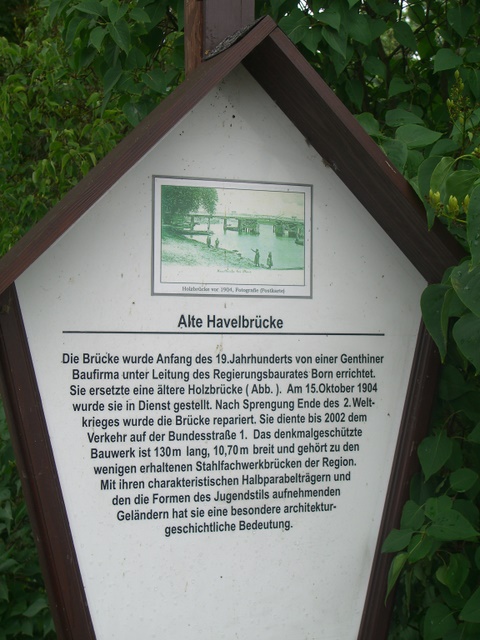 Holzbrücke vor 1904, Fotografie (Postkarte)
Alte Havelbrücke
Die Brücke wurde Anfang des 19.Jahrhunderts von einer Genthiner
Baufirma unter Leitung des Regierungsbaurates Born errichtet.
Sie ersetzte eine ältere Holzbrücke ( Abb. ). Am 15.Oktober 1904
wurde sie in Dienst gestellt. Nach Sprengung Ende des 2. Welt-
krieges wurde die Brücke repariert. Sie diente bis 2002 dem
Verkehr auf der Bundesstraße 1. Das denkmalgeschützte
Bauwerk ist 130m lang, 10,70m breit und gehört zu den
wenigen erhaltenen Stahlfachwerkbrücken der Region.
Mit ihren charakteristischen Halbparabelträgern und
den die Formen des Jugendstils aufnehmenden
Geländern hat sie eine besondere architektur-
geschichtliche Bedeutung.